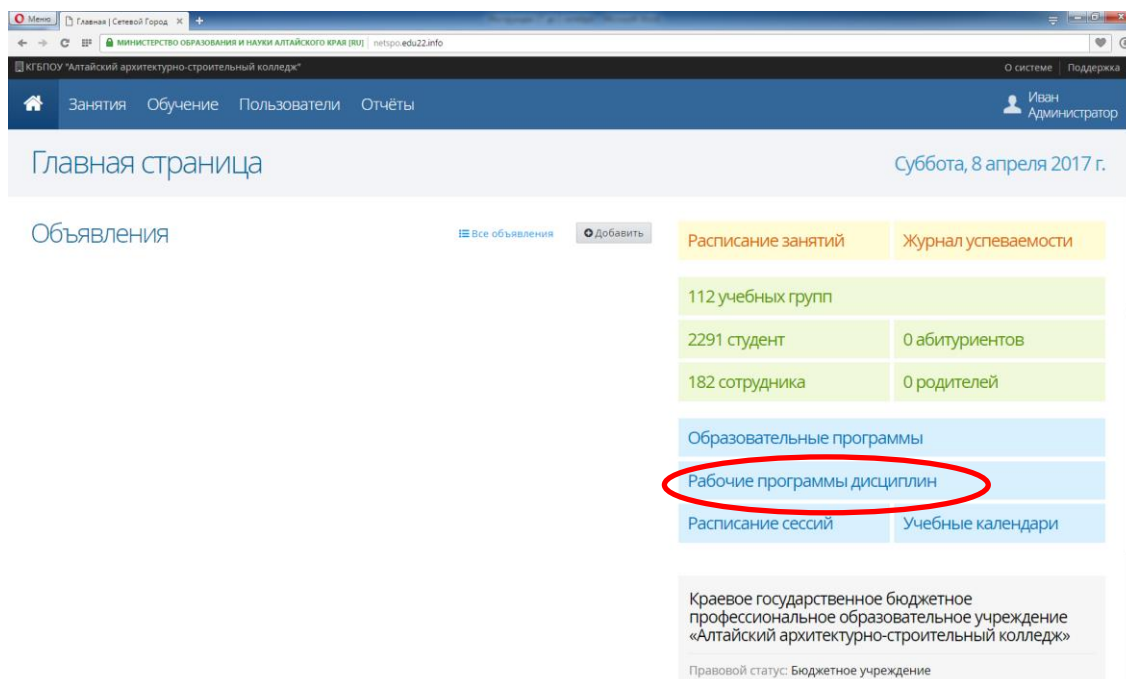 Меню
Главная | Сетевой Город
МИНИСТЕРСТВО ОБРАЗОВАНИЯ И НАУКИ АЛТАЙСКОГО КРАЯ [RU] netspo.edu22.info
КГБПОУ "Алтайский архитектурно-строительный колледж"
О системе Поддержка
Занятия Обучение Пользователи Отчёты
Иван
Администратор
Главная страница
Суббота, 8 апреля 2017 г.
Объявления
Все объявления
Добавить
Расписание занятий Журнал успеваемости
112 учебных групп
2291 студент 0 абитуриентов
182 сотрудника 0 родителей
Образовательные программы
Рабочие программы дисциплин
Расписание сессий Учебные календари
Краевое государственное бюджетное
профессиональное образовательное учреждение
«Алтайский архитектурно-строительный колледж»
Правовой статус: Бюджетное учреждение